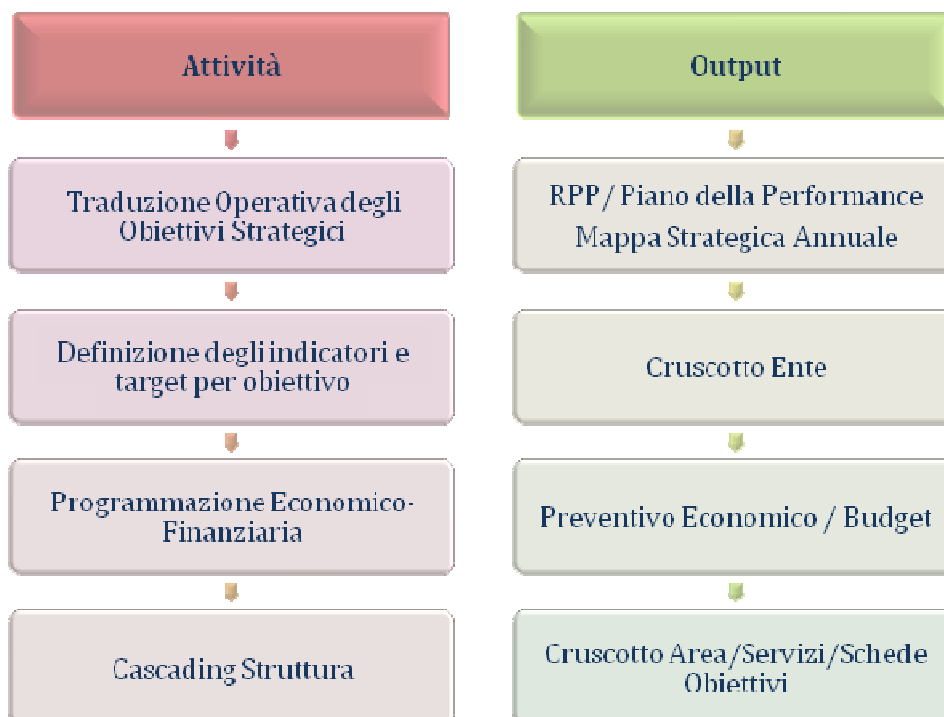 Attività
Traduzione Operativa degli
Obiettivi Strategici
Definizione degli indicatori e
target per obiettivo
Programmazione Economico-
Finanziaria
Cascading Struttura
Output
RPP/ Piano della Performance
Mappa Strategica Annuale
Cruscotto Ente
Preventivo Economico / Budget
Cruscotto Area/Servizi/Schede
Obiettivi